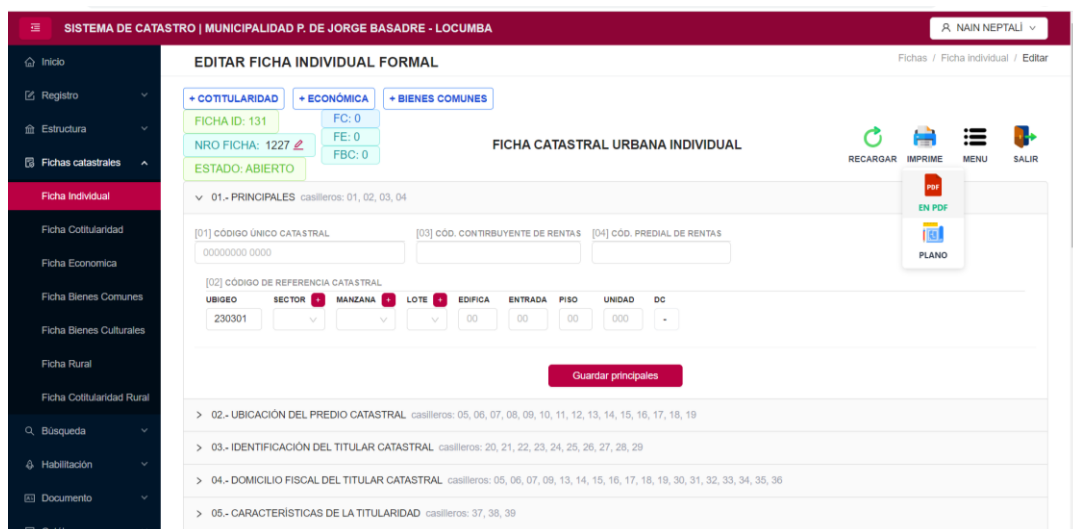 SISTEMA DE CATASTRO | MUNICIPALIDAD P. DE JORGE BASADRE - LOCUMBA
NAIN NEPTALÍ
Inicio
Registro
Estructura
Fichas catastrales
Ficha Individual
Ficha Cotitularidad
Ficha Economica
Ficha Bienes Comunes
Ficha Bienes Culturales
Ficha Rural
Ficha Cotitularidad Rural
Búsqueda
Habilitación
Documento
EDITAR FICHA INDIVIDUAL FORMAL
Fichas / Ficha individual / Editar
+ COTITULARIDAD + ECONÓMICA + BIENES COMUNES
FICHA ID: 131 FC: 0
NRO FICHA: 1227 FE: 0
ESTADO: ABIERTO FBC: 0
FICHA CATASTRAL URBANA INDIVIDUAL
RECARGAR IMPRIME MENU SALIR
PDF
EN PDF
PLANO
01.- PRINCIPALES casilleros: 01, 02, 03, 04
[01] CÓDIGO ÚNICO CATASTRAL [03] CÓD. CONTIRBUYENTE DE RENTAS [04] CÓD. PREDIAL DE RENTAS
00000000 0000
[02] CÓDIGO DE REFERENCIA CATASTRAL
UBIGEO SECTOR + MANZANA + LOTE + EDIFICA ENTRADA PISO UNIDAD DC
230301 00 00 00 000 -
Guardar principales
02.- UBICACIÓN DEL PREDIO CATASTRAL casilleros: 05, 06, 07, 08, 09, 10, 11, 12, 13, 14, 15, 16, 17, 18, 19
03.- IDENTIFICACIÓN DEL TITULAR CATASTRAL casilleros: 20, 21, 22, 23, 24, 25, 26, 27, 28, 29
04.- DOMICILIO FISCAL DEL TITULAR CATASTRAL casilleros: 05, 06, 07, 09, 13, 14, 15, 16, 17, 18, 19, 30, 31, 32, 33, 34, 35, 36
05.- CARACTERÍSTICAS DE LA TITULARIDAD casilleros: 37, 38, 39